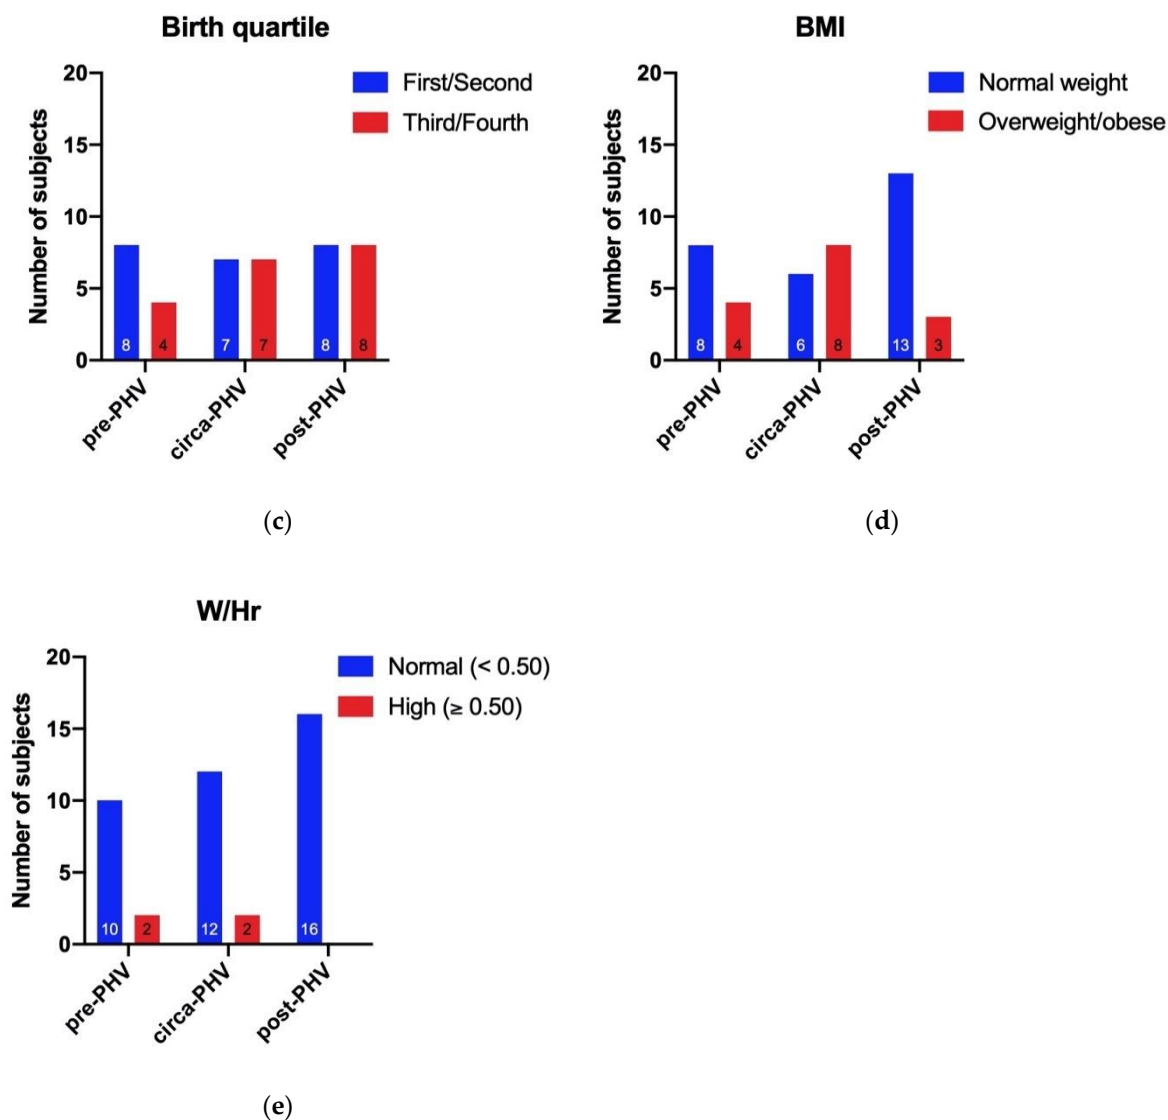 Birth quartile
First/Second
Third/Fourth
Number of subjects
20
15
10
5
0
8
4
7
7
8
8
pre-PHV
circa-PHV
post-PHV
(c)
BMI
Normal weight
Overweight/obese
Number of subjects
20
15
10
5
0
8
4
6
8
13
3
pre-PHV
circa-PHV
post-PHV
(d)
W/Hr
Normal (< 0.50)
High (≥ 0.50)
Number of subjects
20
15
10
5
0
10
2
12
2
16
pre-PHV
circa-PHV
post-PHV
(e)